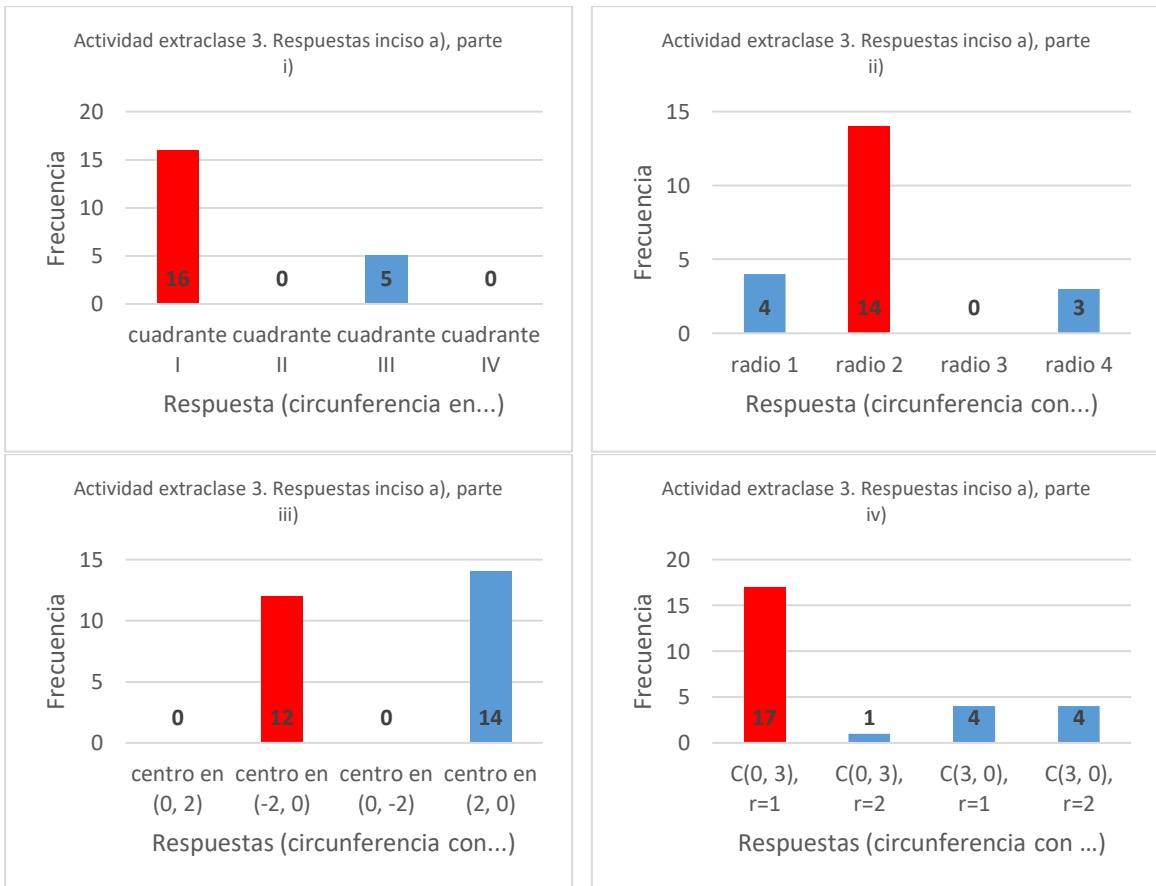 Actividad extraclase 3. Respuestas inciso a), parte
i)
Frecuencia
20
15
10
5
0
16
0
5
0
cuadrante cuadrante cuadrante cuadrante
I II III IV
Respuesta (circunferencia en...)
Actividad extraclase 3. Respuestas inciso a), parte
ii)
Frecuencia
15
10
5
0
4
14
0
3
radio 1 radio 2 radio 3 radio 4
Respuesta (circunferencia con...)
Actividad extraclase 3. Respuestas inciso a), parte
iii)
Frecuencia
15
10
5
0
0
12
0
14
centro en centro en centro en centro en
(0, 2) (-2, 0) (0, -2) (2, 0)
Respuestas (circunferencia con...)
Actividad extraclase 3. Respuestas inciso a), parte
iv)
Frecuencia
20
15
10
5
0
17
1
4
4
C(0, 3), C(0, 3), C(3, 0), C(3, 0),
r=1 r=2 r=1 r=2
Respuestas (circunferencia con ...)